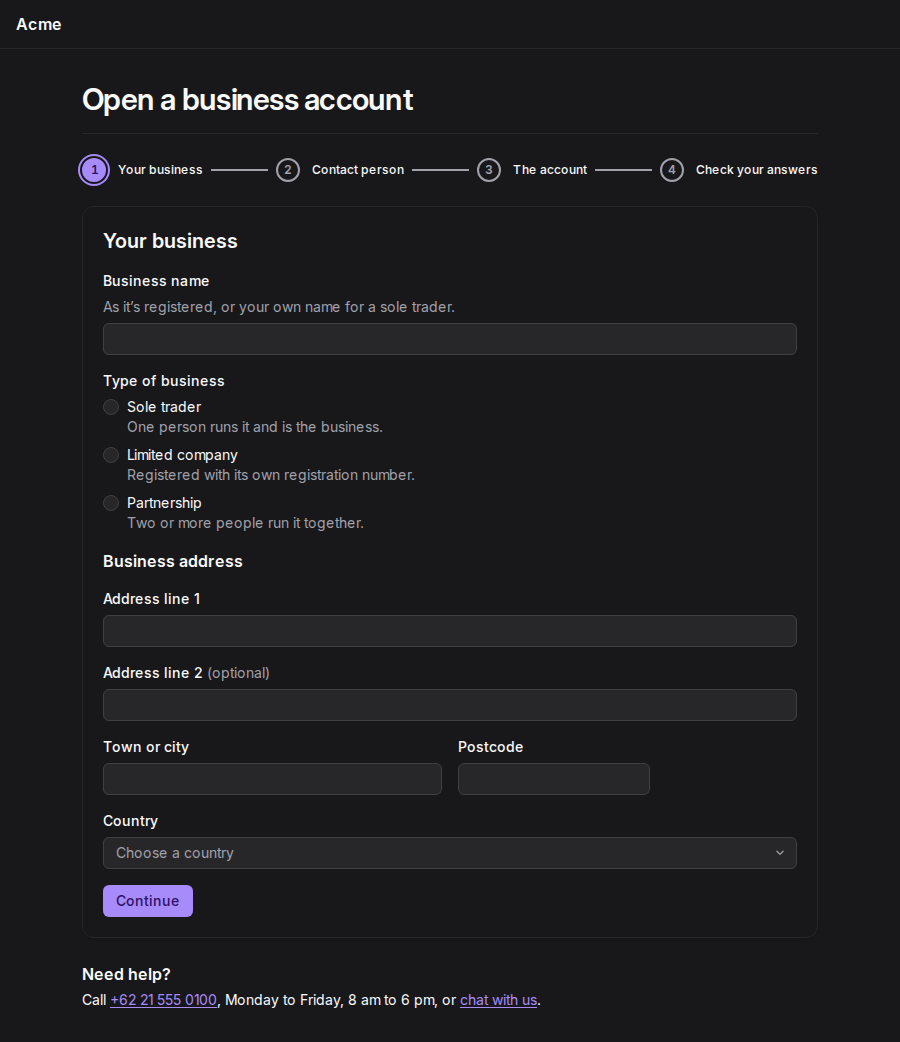 Acme
Open a business account
1 Your business 2 Contact person 3 The account 4 Check your answers
Your business
Business name
As it’s registered, or your own name for a sole trader.
Type of business
Sole trader
One person runs it and is the business.
Limited company
Registered with its own registration number.
Partnership
Two or more people run it together.
Business address
Address line 1
Address line 2 (optional)
Town or city Postcode
Country
Choose a country
Continue
Need help?
Call +62 21 555 0100, Monday to Friday, 8 am to 6 pm, or chat with us.